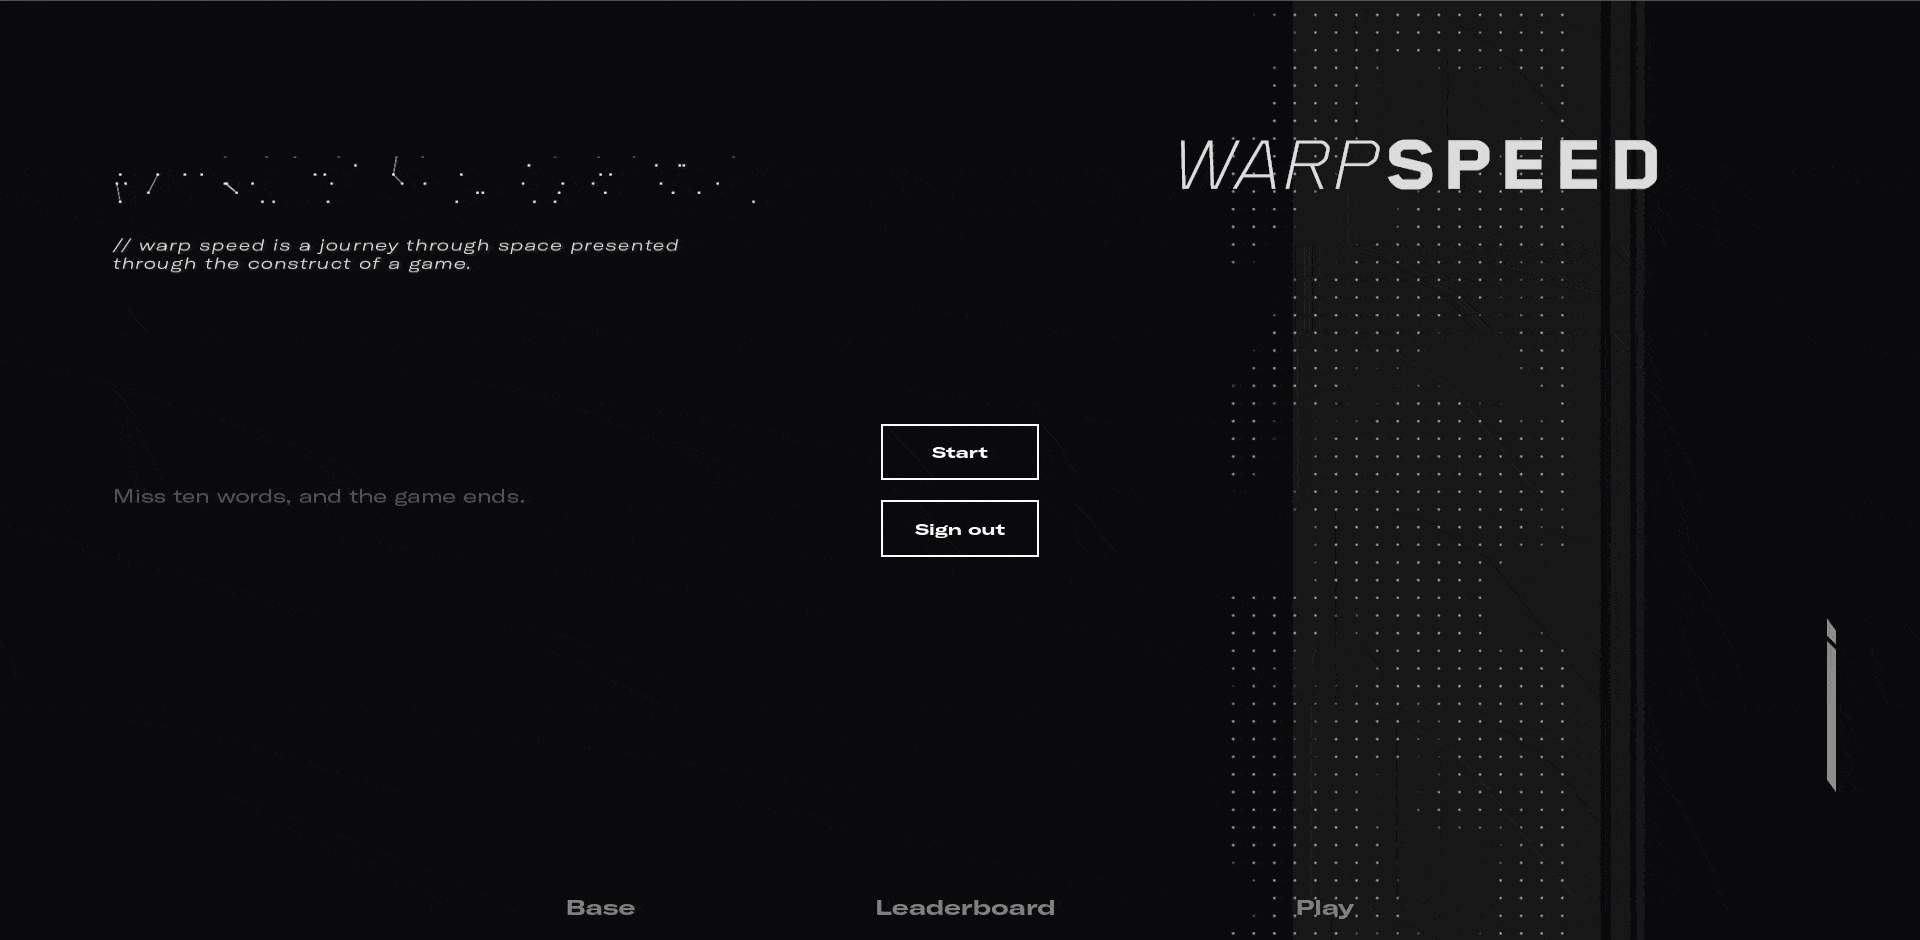 WARPSPEED
// warp speed is a journey through space presented
through the construct of a game.
Start
Miss ten words, and the game ends.
Sign out
Base
Leaderboard
Play